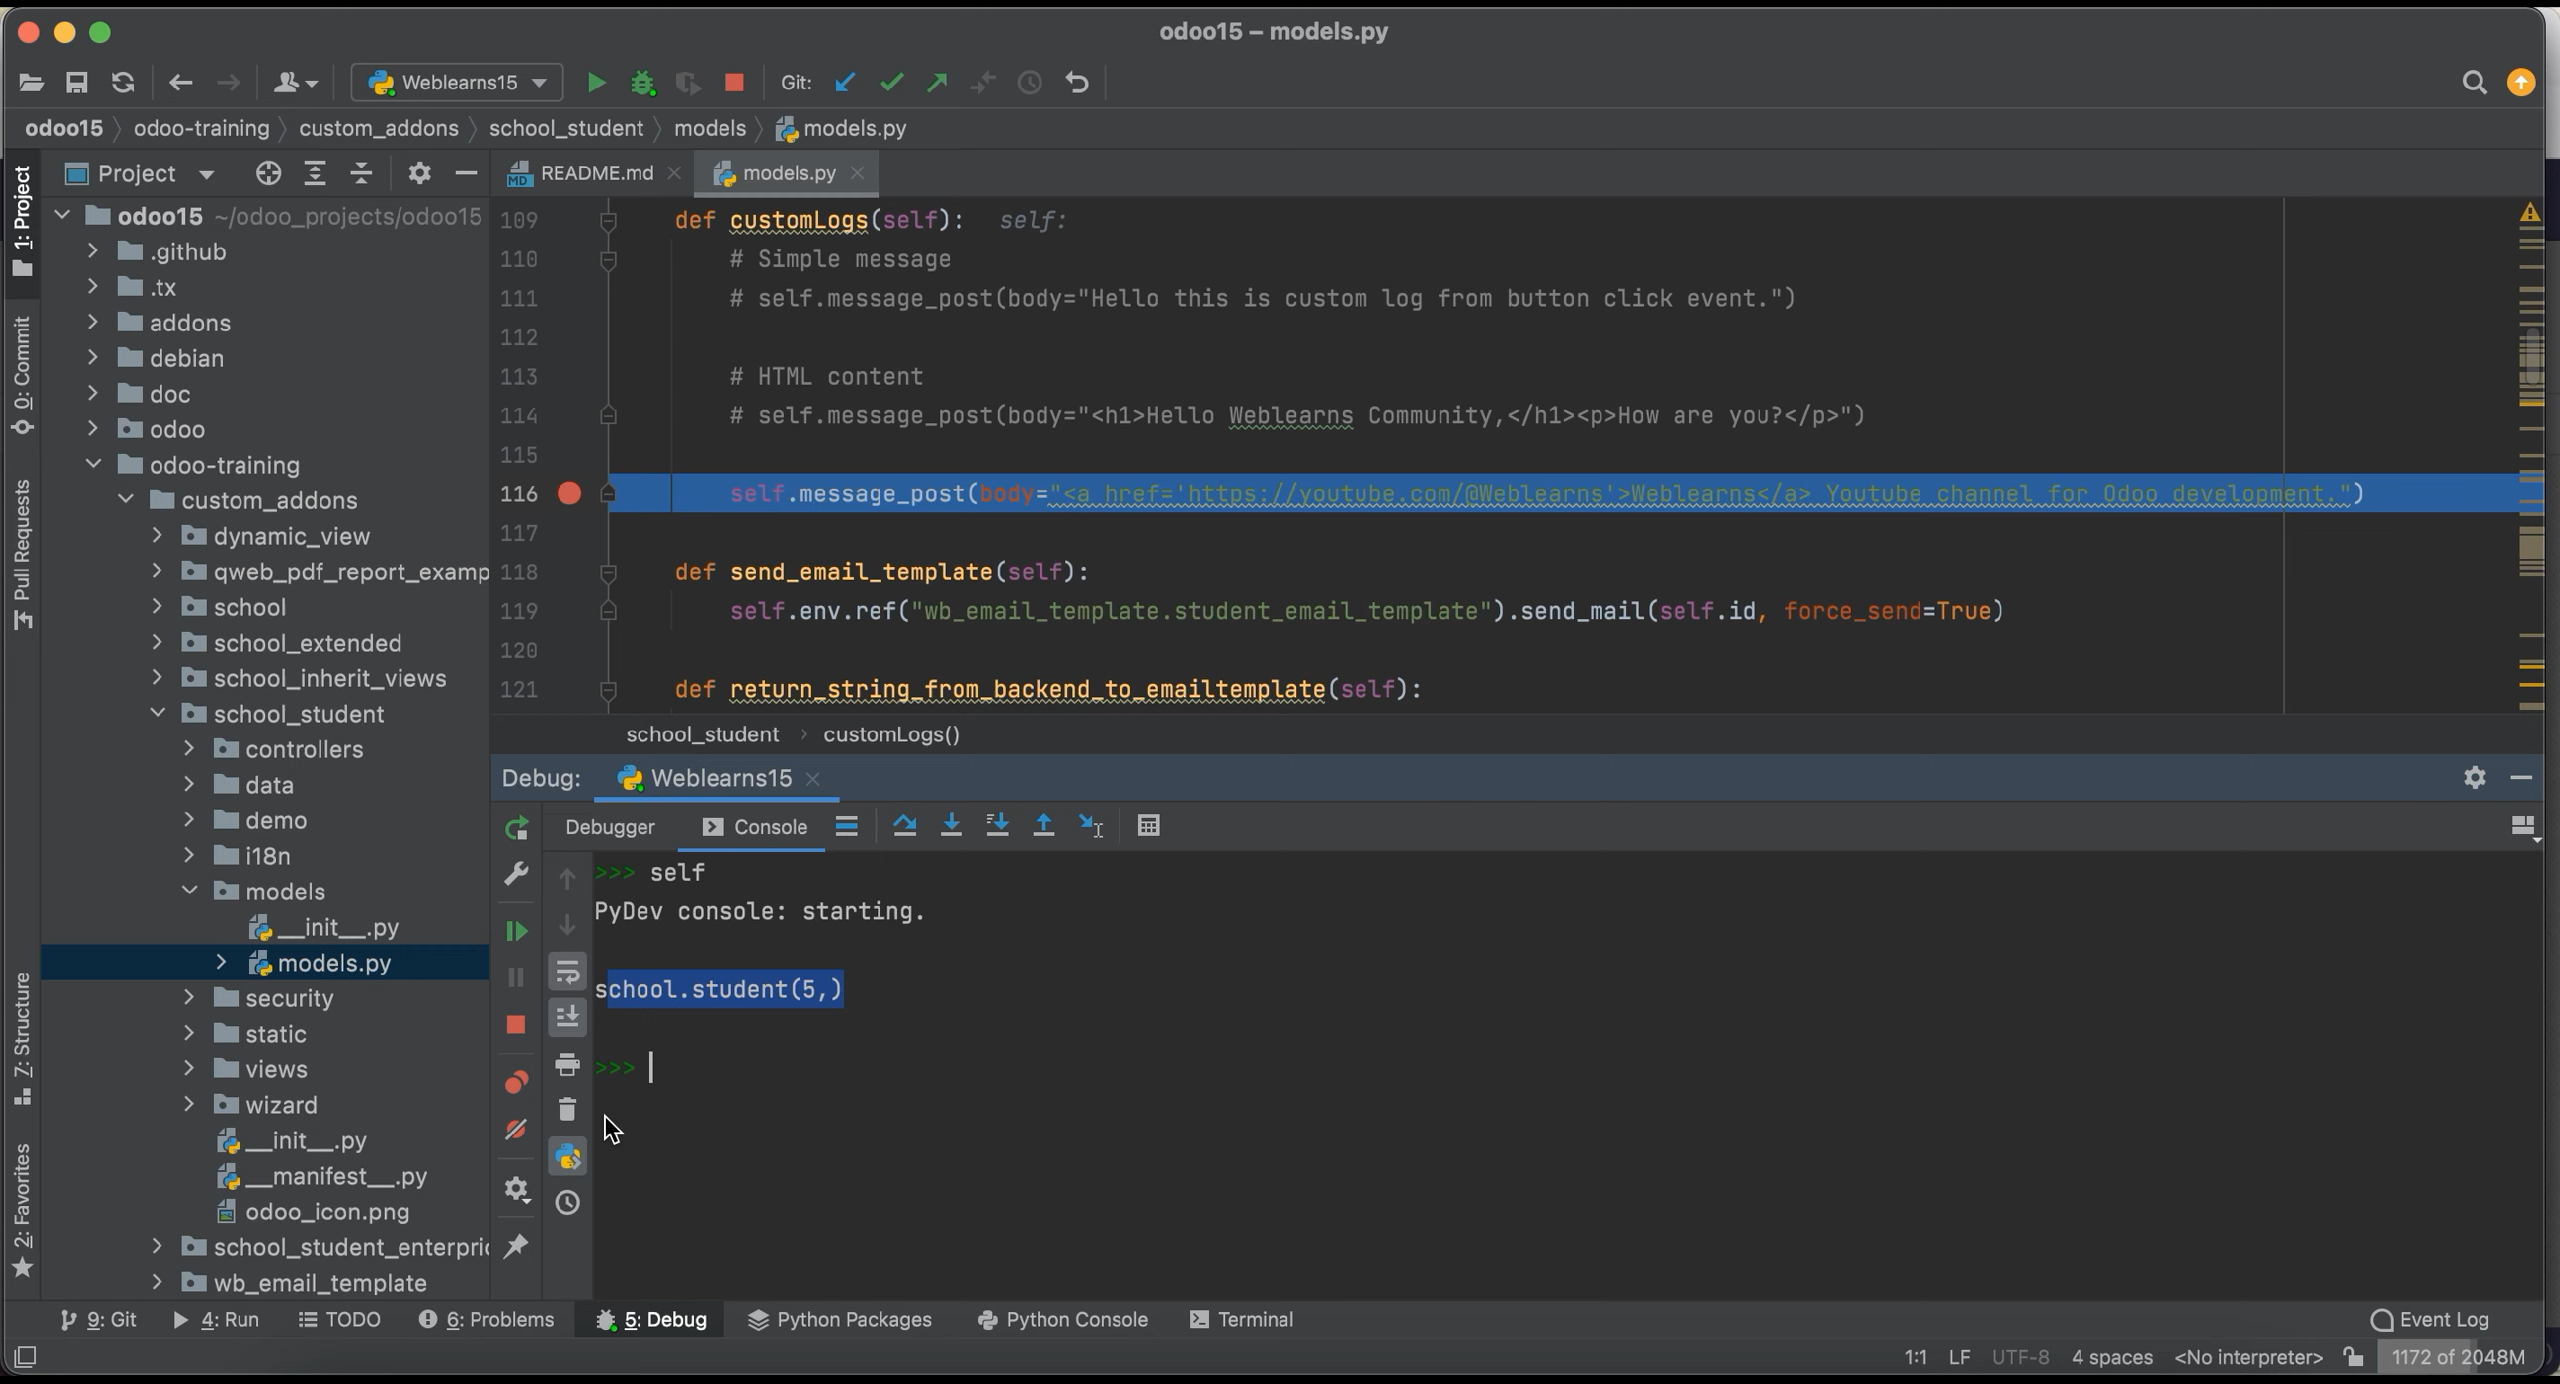 odoo15 – models.py
Weblearns15
Git:
odoo15 odoo-training custom_addons school_student models models.py
1: Project
0: Commit
Pull Requests
7: Structure
2: Favorites
Project
odoo15 ~/odoo_projects/odoo15
.github
.tx
addons
debian
doc
odoo
odoo-training
custom_addons
dynamic_view
qweb_pdf_report_examp
school
school_extended
school_inherit_views
school_student
controllers
data
demo
i18n
models
__init__.py
models.py
security
static
views
wizard
__init__.py
__manifest__.py
odoo_icon.png
school_student_enterpri
wb_email_template
README.md models.py
109 def customLogs(self): self:
110 # Simple message
111 # self.message_post(body="Hello this is custom log from button click event.")
112
113 # HTML content
114 # self.message_post(body="<h1>Hello Weblearns Community,</h1><p>How are you?</p>")
115
116 self.message_post(body="<a href='https://youtube.com/@Weblearns'>Weblearns</a> Youtube channel for Odoo development.")
117
118 def send_email_template(self):
119 self.env.ref("wb_email_template.student_email_template").send_mail(self.id, force_send=True)
120
121 def return_string_from_backend_to_emailtemplate(self):
school_student customLogs()
Debug: Weblearns15
Debugger Console
>>> self
PyDev console: starting.
school.student(5,)
>>>
9: Git 4: Run TODO 6: Problems 5: Debug Python Packages Python Console Terminal Event Log
1:1 LF UTF-8 4 spaces <No interpreter> 1172 of 2048M